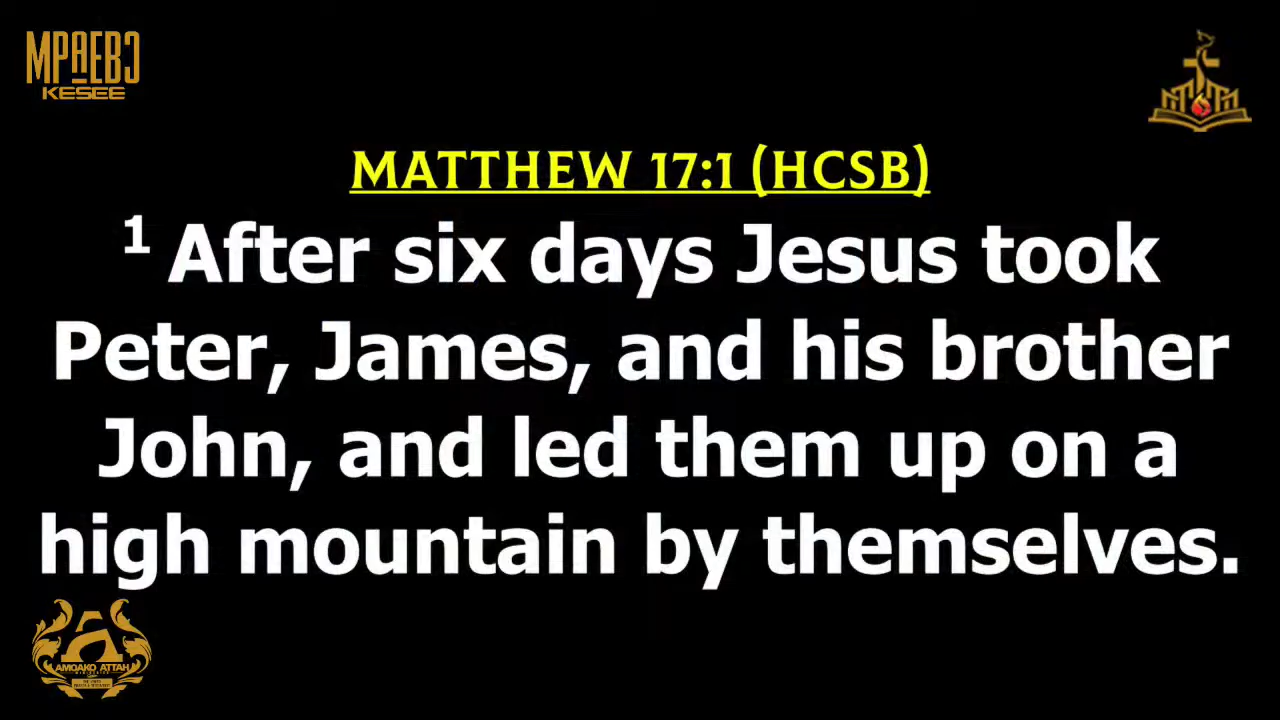 MPAEBƆ
KESEE
MATTHEW 17:1 (HCSB)
1 After six days Jesus took
Peter, James, and his brother
John, and led them up on a
high mountain by themselves.
AMOAKO ATTAH